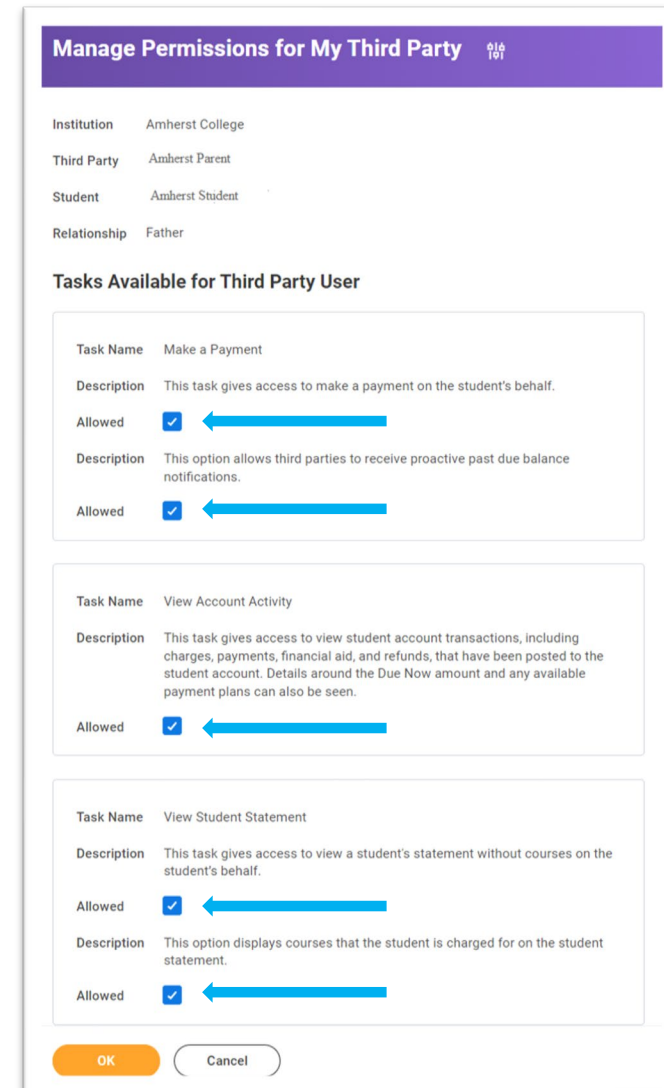 Manage Permissions for My Third Party
Institution Amherst College
Third Party Amherst Parent
Student Amherst Student
Relationship Father
Tasks Available for Third Party User
Task Name Make a Payment
Description This task gives access to make a payment on the student's behalf.
Allowed
Description This option allows third parties to receive proactive past due balance
notifications.
Allowed
Task Name View Account Activity
Description This task gives access to view student account transactions, including
charges, payments, financial aid, and refunds, that have been posted to the
student account. Details around the Due Now amount and any available
payment plans can also be seen.
Allowed
Task Name View Student Statement
Description This task gives access to view a student's statement without courses on the
student's behalf.
Allowed
Description This option displays courses that the student is charged for on the student
statement.
Allowed
OK Cancel